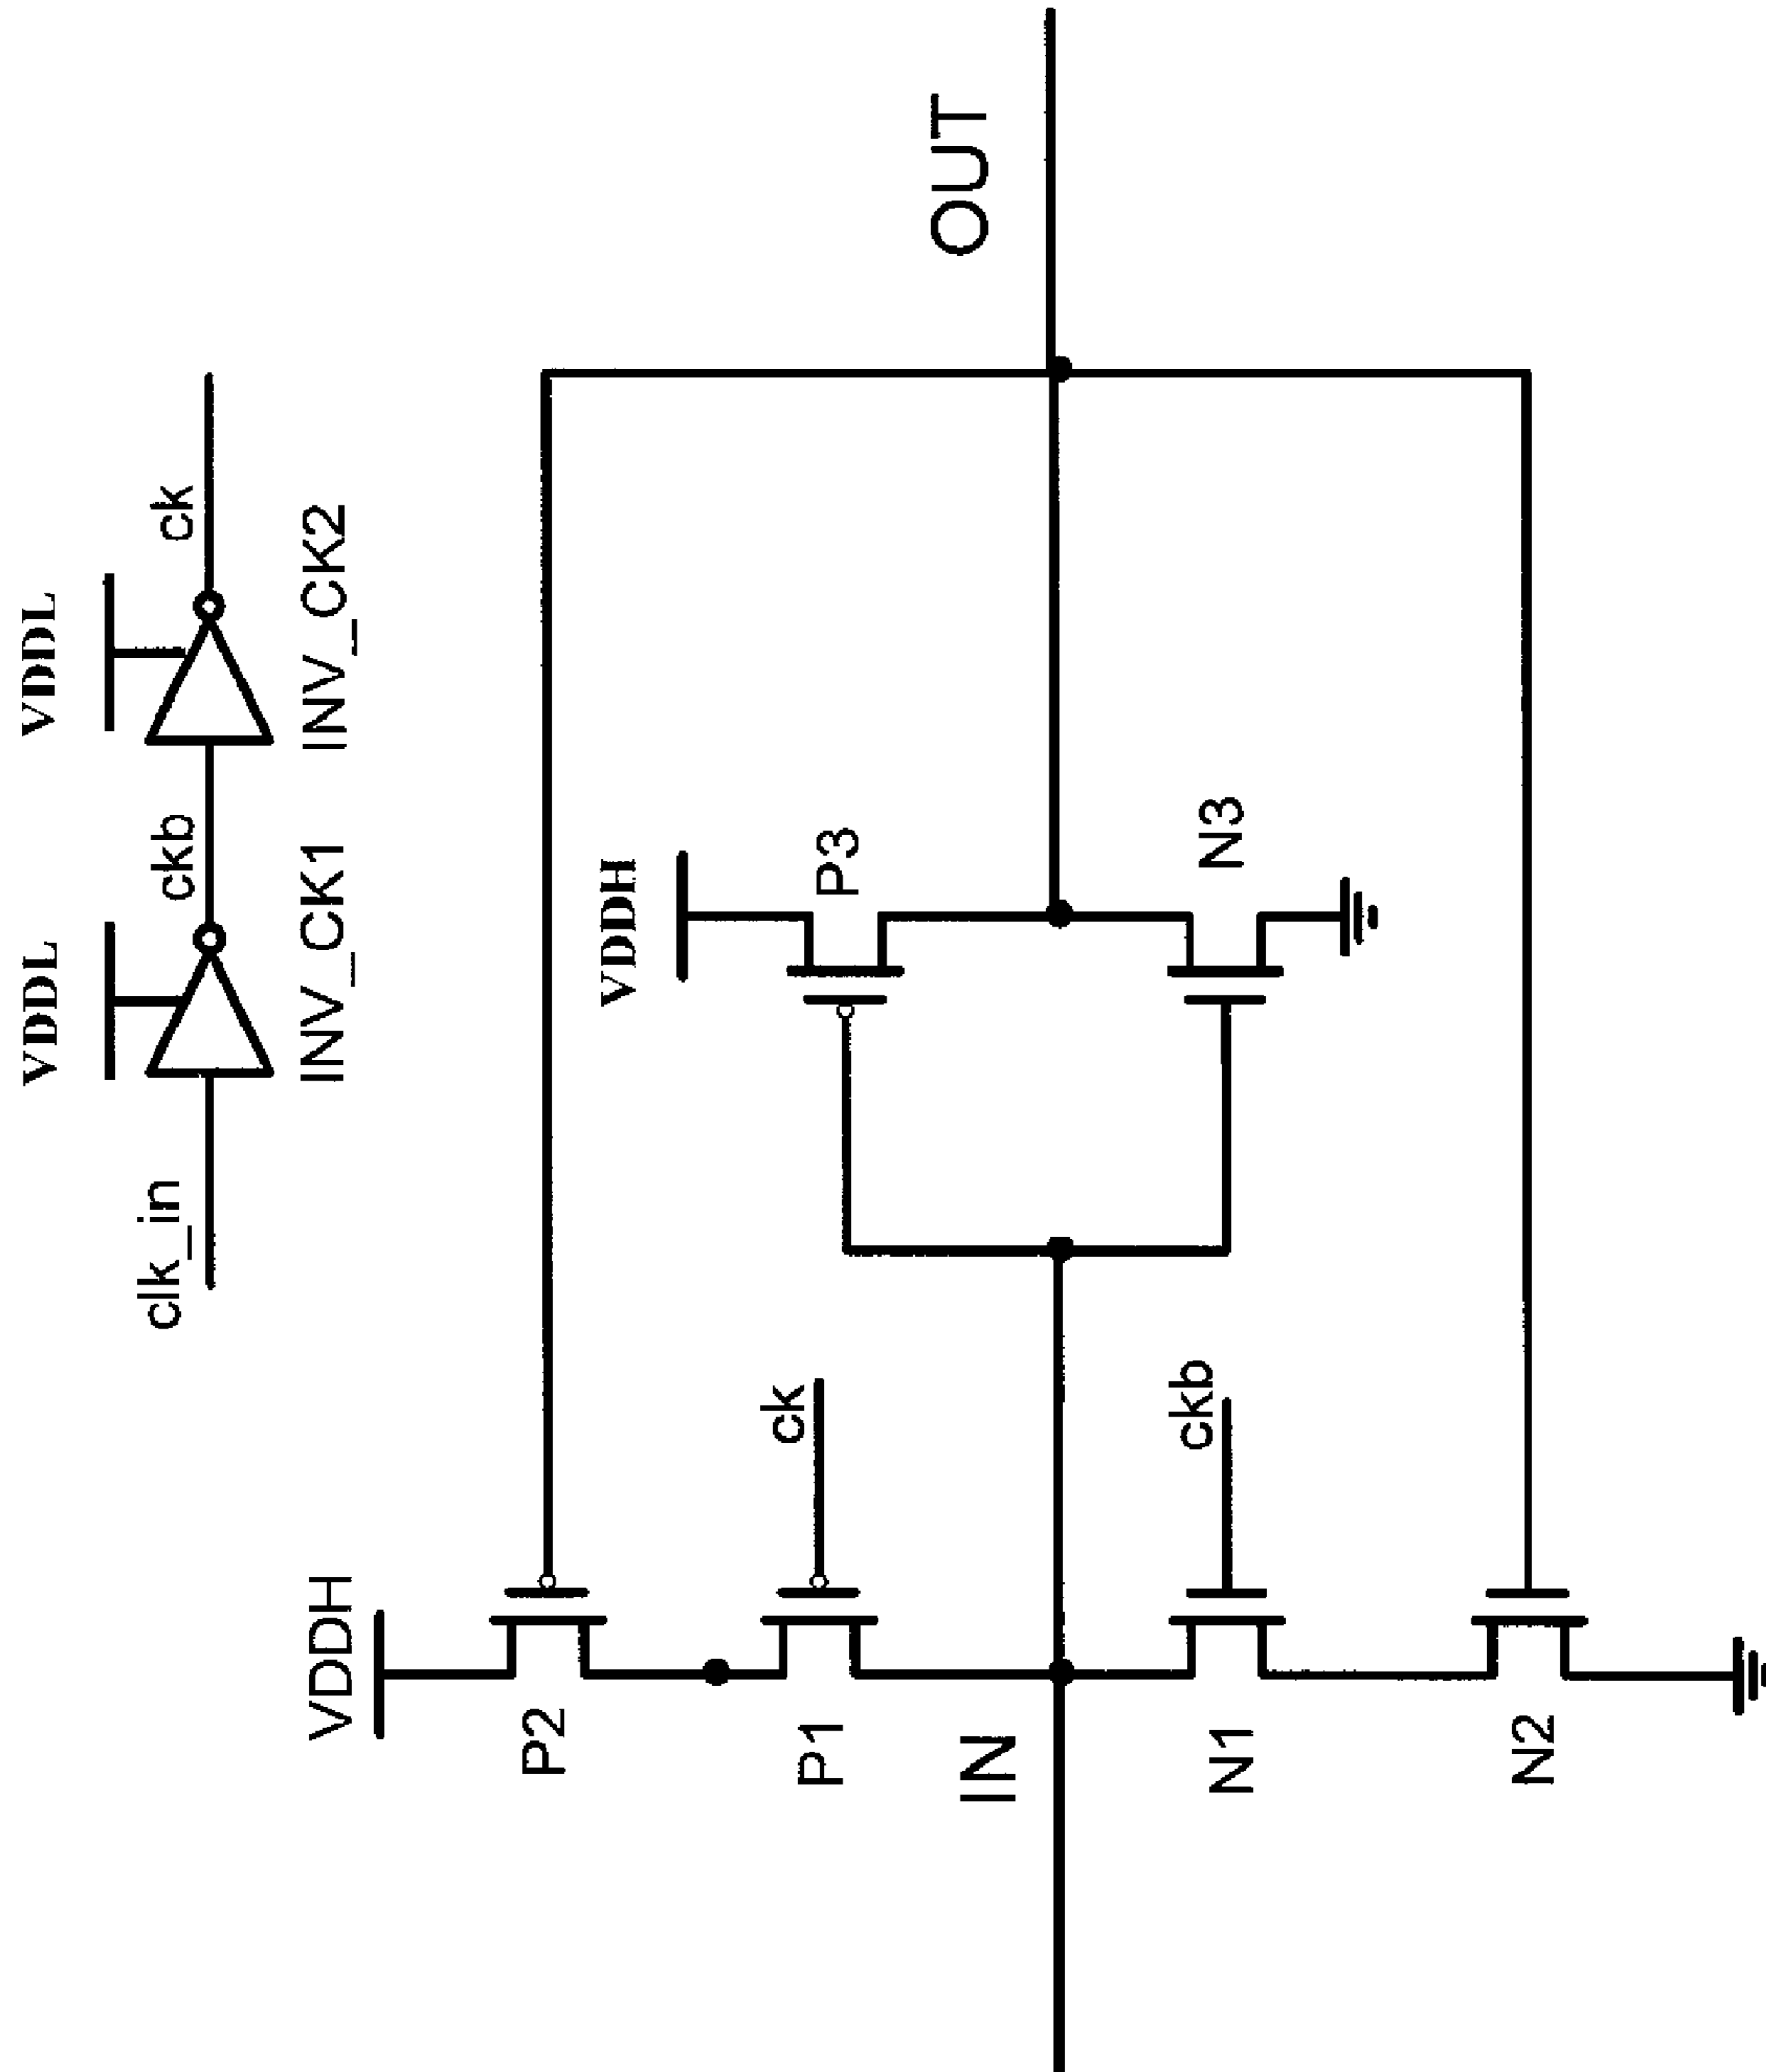 VDDL
VDDL
clk_in
ckb
ck
INV_CK1
INV_CK2
VDDH
P2
VDDH
P3
OUT
P1
ck
IN
N1
ckb
N3
N2